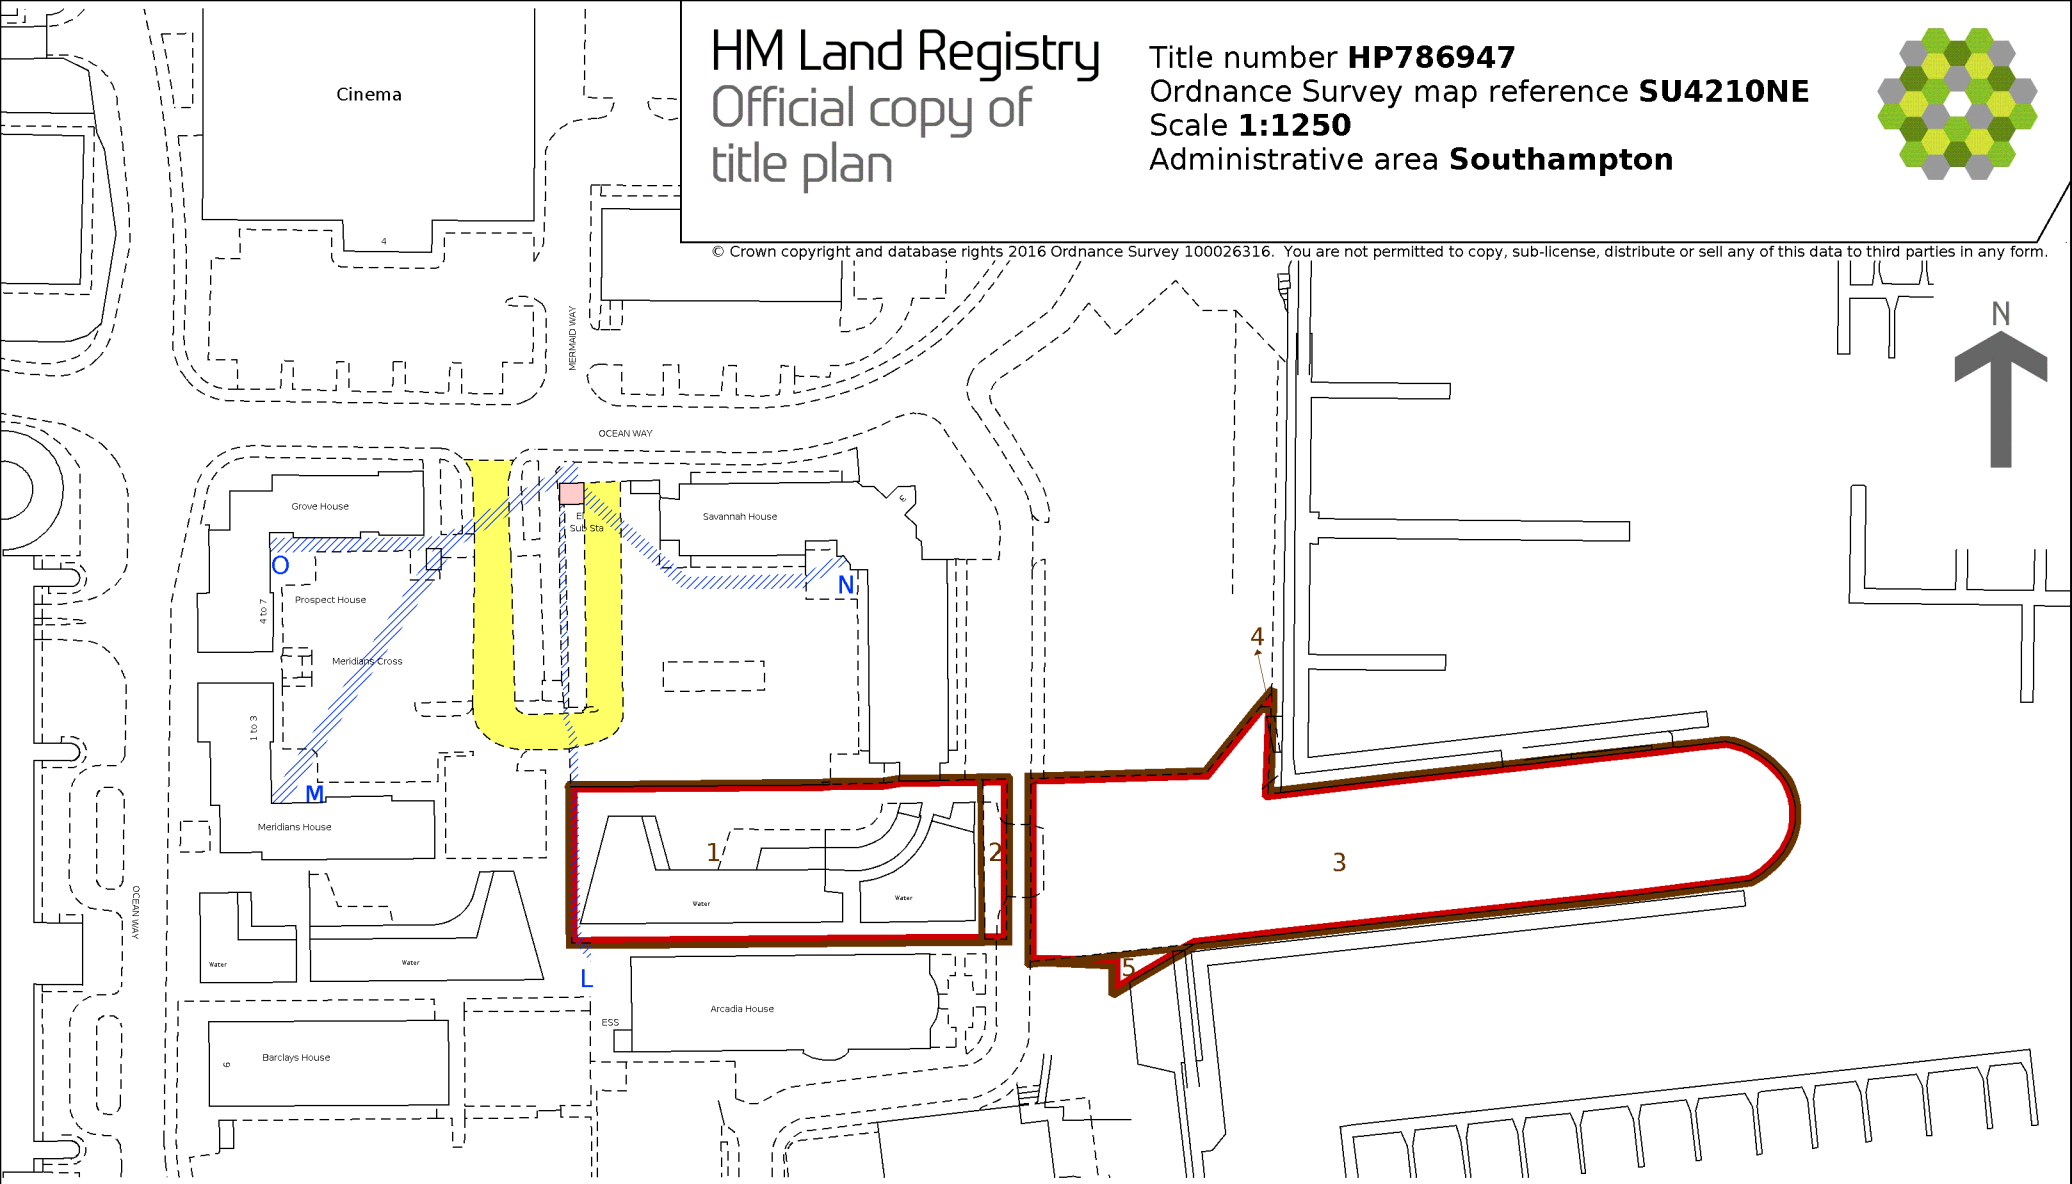 HM Land Registry
Official copy of
title plan
Title number HP786947
Ordnance Survey map reference SU4210NE
Scale 1:1250
Administrative area Southampton
© Crown copyright and database rights 2016 Ordnance Survey 100026316. You are not permitted to copy, sub-license, distribute or sell any of this data to third parties in any form.
N
Cinema
4
MERMAID WAY
OCEAN WAY
Grove House
El
Sub Sta
Savannah House
3
O
N
Prospect House
4 to 7
Meridians Cross
4
1 to 3
M
Meridians House
1
2
3
OCEAN WAY
Water
Water
Water
Water
L
5
ESS
Arcadia House
Barclays House
6